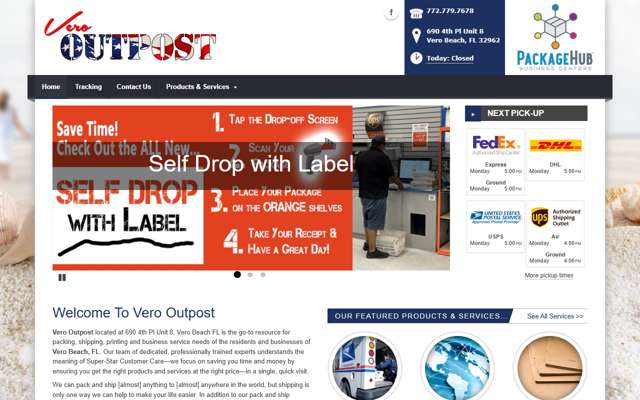 Vero
OUTPOST
f
772.779.7678
690 4th Pl Unit 8
Vero Beach, FL 32962
Today: Closed
PACKAGEHUB
BUSINESS CENTERS
Home Tracking Contact Us Products & Services
Save Time!
Check Out the All New...
SELF DROP
WITH LABEL
1. Tap the Drop-off Screen
2. Scan Your
3. Place Your Package
on the ORANGE shelves
4. Take Your Receipt &
Have a Great Day!
Self Drop with Label
NEXT PICK-UP
FedEx
Authorized ShipCenter
Express
Monday 5:00 PM
Ground
Monday 5:00 PM
DHL
DHL
Monday 5:00 PM
UNITED STATES
POSTAL SERVICE
Approved Postal Provider
USPS
Monday 5:00 PM
ups
Authorized
Shipping
Outlet
Air
Monday 4:00 PM
Ground
Monday 4:00 PM
More pickup times
Welcome To Vero Outpost
Vero Outpost located at 690 4th Pl Unit 8, Vero Beach FL is the go-to resource for
packing, shipping, printing and business service needs of the residents and businesses of
Vero Beach, FL. Our team of dedicated, professionally trained experts understands the
meaning of Super-Star Customer Care—we focus on saving you time and money by
ensuring you get the right products and services at the right price—in a single, quick visit.
We can pack and ship [almost] anything to [almost] anywhere in the world, but shipping is
only one way we can help to make your life easier. In addition to our pack and ship
OUR FEATURED PRODUCTS & SERVICES...
See All Services >>